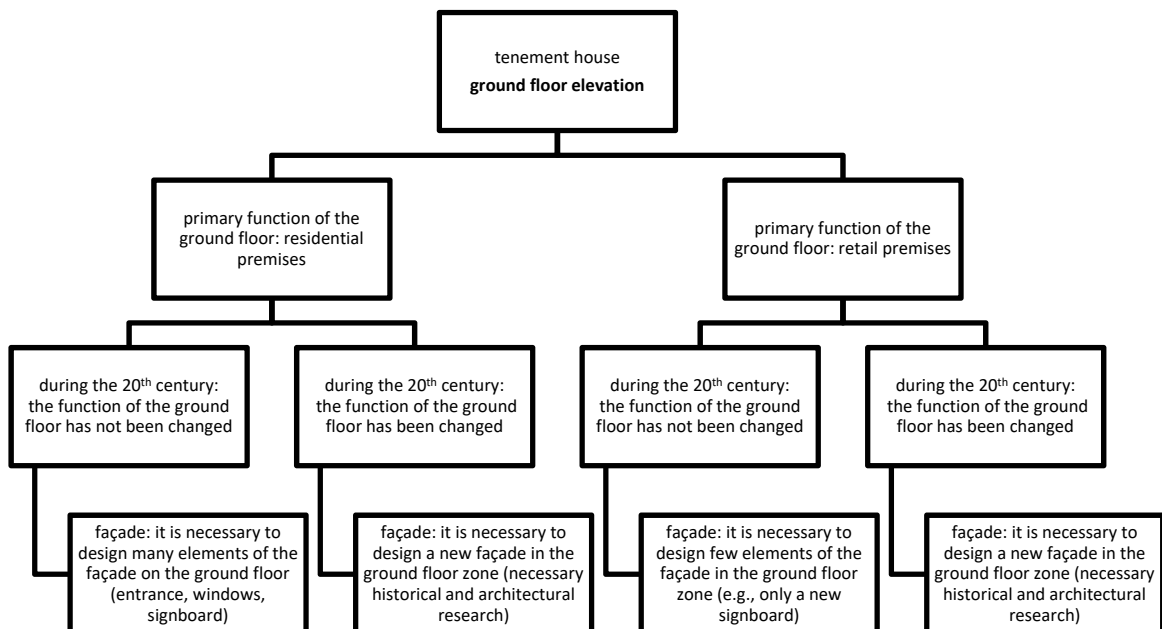 tenement house
ground floor elevation
primary function of the
ground floor: residential
premises
primary function of the
ground floor: retail premises
during the 20th century:
the function of the ground
floor has not been changed
during the 20th century:
the function of the ground
floor has been changed
during the 20th century:
the function of the ground
floor has not been changed
during the 20th century:
the function of the ground
floor has been changed
façade: it is necessary to
design many elements of the
façade on the ground floor
(entrance, windows,
signboard)
façade: it is necessary to
design a new façade in the
ground floor zone (necessary
historical and architectural
research)
façade: it is necessary to
design few elements of the
façade in the ground floor
zone (e.g., only a new
signboard)
façade: it is necessary to
design a new façade in the
ground floor zone (necessary
historical and architectural
research)